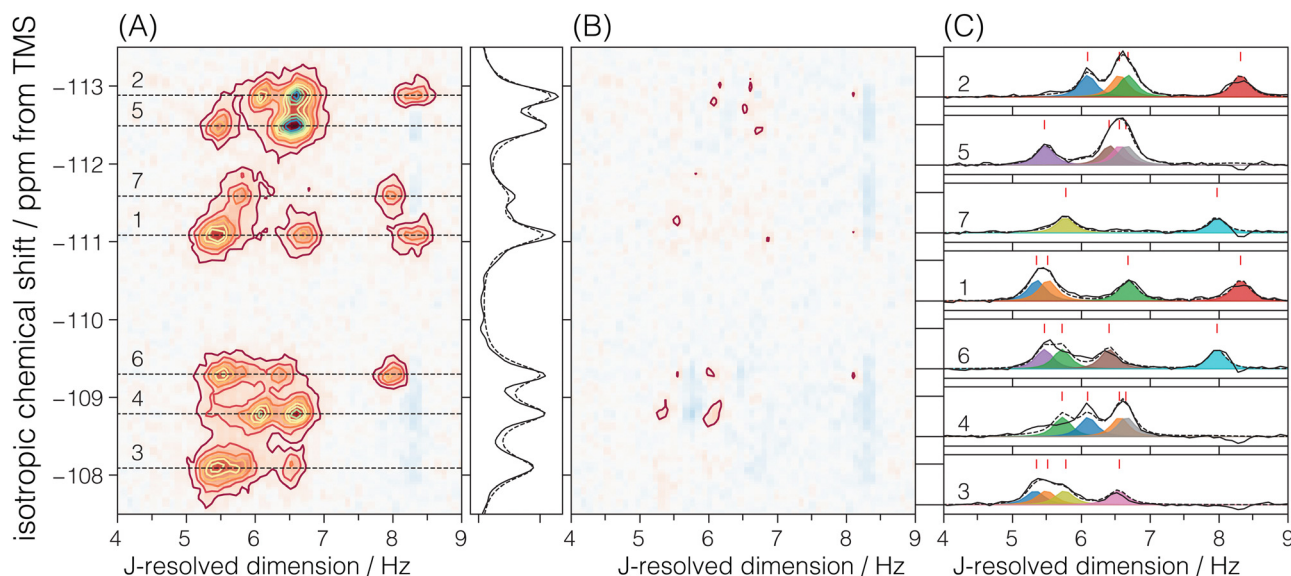 (A)
(B)
(C)
isotropic chemical shift / ppm from TMS
−113
−112
−111
−110
−109
−108
2
5
7
1
6
4
3
4 5 6 7 8 9
J-resolved dimension / Hz
4 5 6 7 8 9
J-resolved dimension / Hz
2
5
7
1
6
4
3
4 5 6 7 8 9
J-resolved dimension / Hz